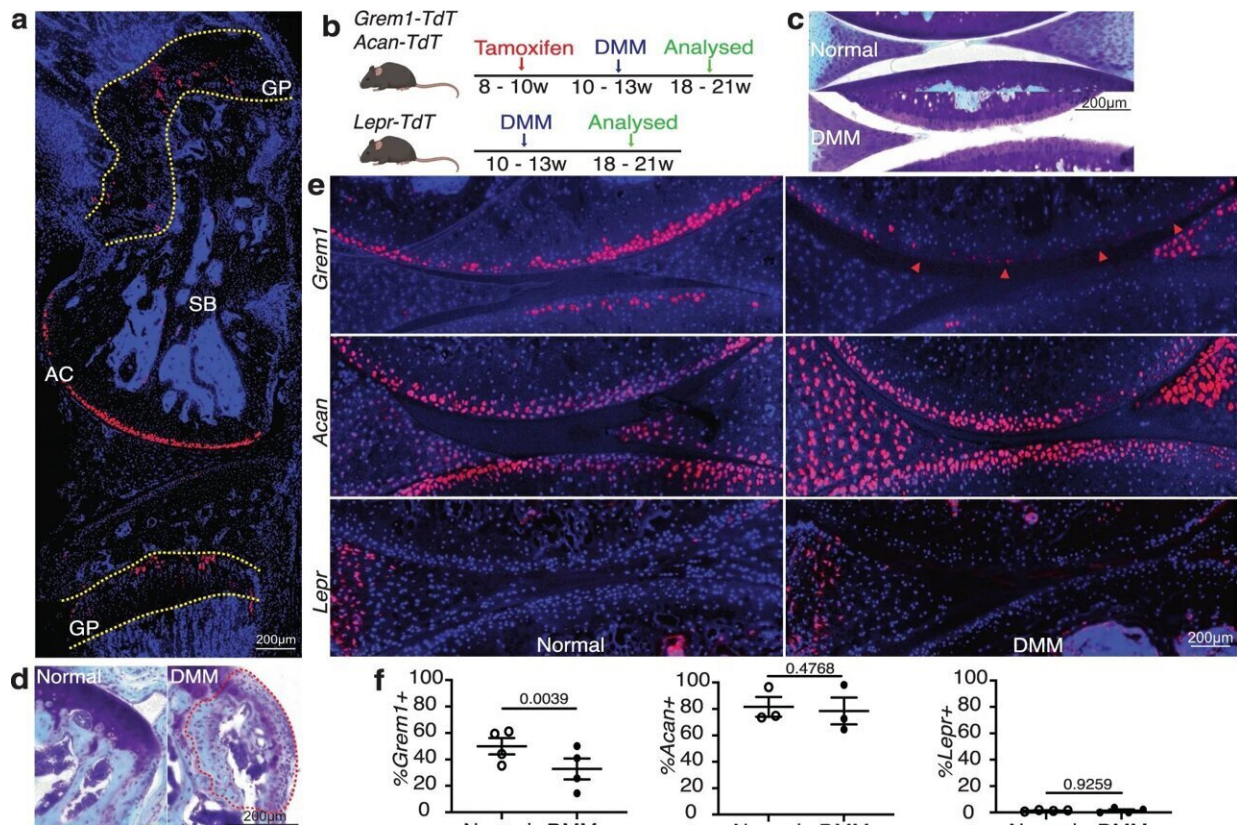 a
GP
SB
AC
GP
200µm
b
Grem1-TdT
Acan-TdT
Tamoxifen
DMM
Analysed
8 - 10w
10 - 13w
18 - 21w
Lepr-TdT
DMM
Analysed
10 - 13w
18 - 21w
c
Normal
200µm
DMM
d
Normal
DMM
200µm
e
Grem1
Acan
Lepr
Normal
DMM
200µm
f
%Grem1+
100
80
60
40
20
0
0.0039
%Acan+
100
80
60
40
20
0
0.4768
%Lepr+
100
80
60
40
20
0
0.9259